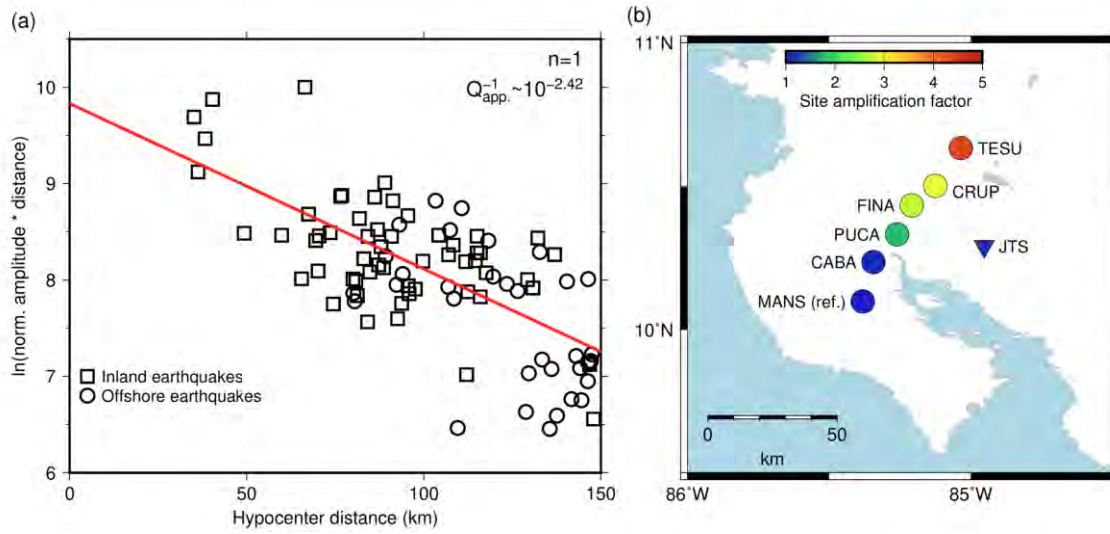 (a)
n=1
Q_app.^-1 ~10^-2.42
ln(norm. amplitude * distance)
10
9
8
7
6
Inland earthquakes
Offshore earthquakes
0 50 100 150
Hypocenter distance (km)
(b)
11˚N
10˚N
1 2 3 4 5
Site amplification factor
TESU
CRUP
FINA
PUCA
JTS
CABA
MANS (ref.)
0 50
km
86˚W 85˚W